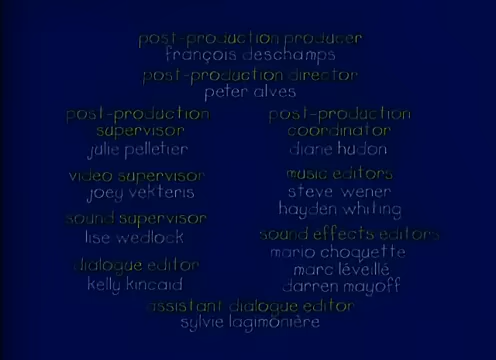 post-production producer
françois deschamps
post-production director
peter alves
post-production
supervisor
julie pelletier
video supervisor
joey vekteris
sound supervisor
lise wedlock
dialogue editor
kelly kincaid
post-production
coordinator
diane hudon
music editors
steve wener
hayden whiting
sound effects editors
mario choquette
marc léveillé
darren mayoff
assistant dialogue editor
sylvie lagimonière